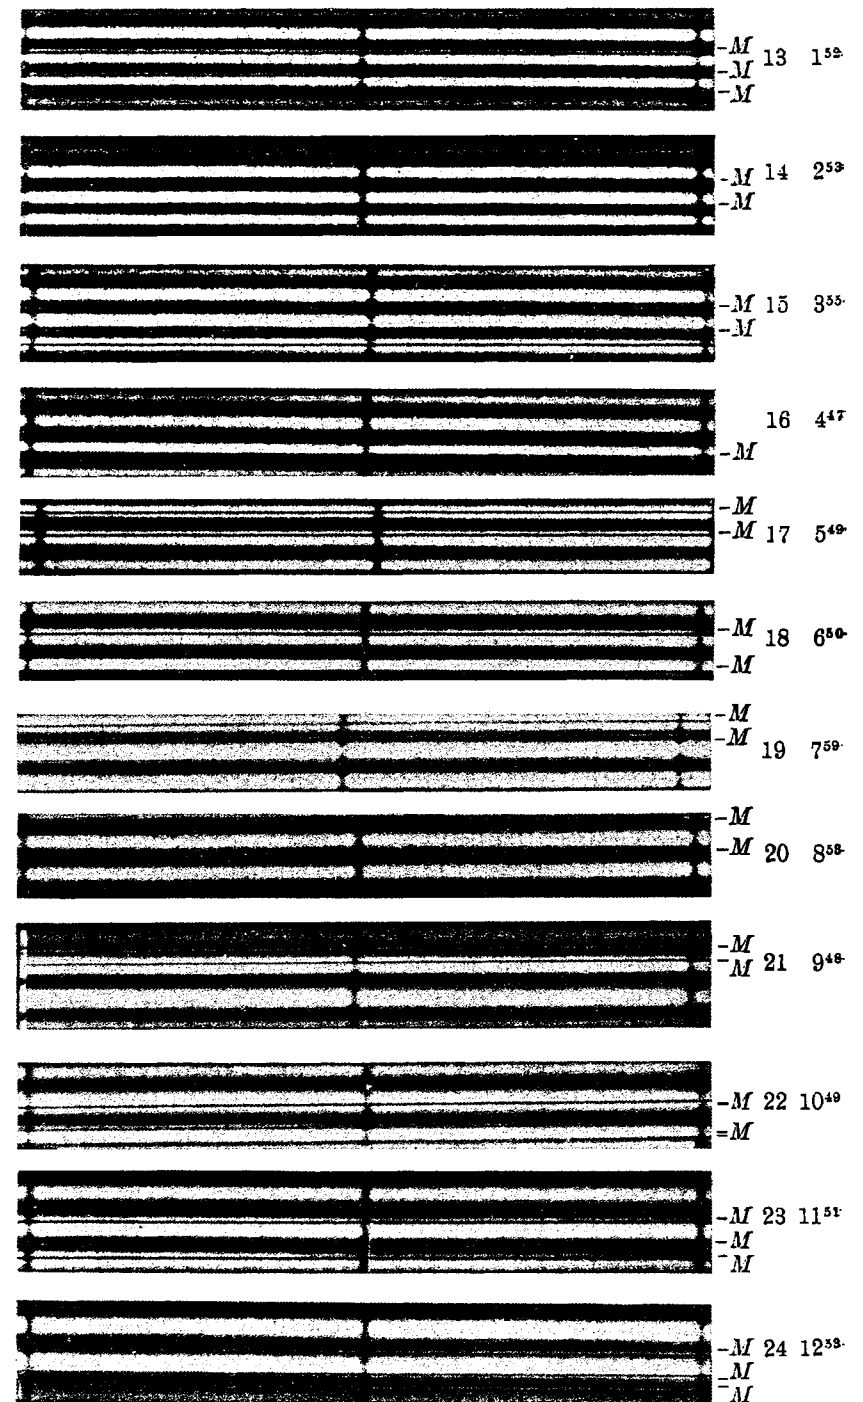 -M
-M 13 1⁵²·
-M
-M 14 2⁵³·
-M
-M 15 3⁵⁵·
-M
16 4⁴⁷
-M
-M
-M 17 5⁴⁹·
-M 18 6⁵⁰·
-M
-M
-M 19 7⁵⁹·
-M
-M 20 8⁵⁸·
-M
-M 21 9⁴⁸·
-M 22 10⁴⁹
=M
-M 23 11⁵¹·
-M
-M
-M 24 12⁵³·
-M
=M